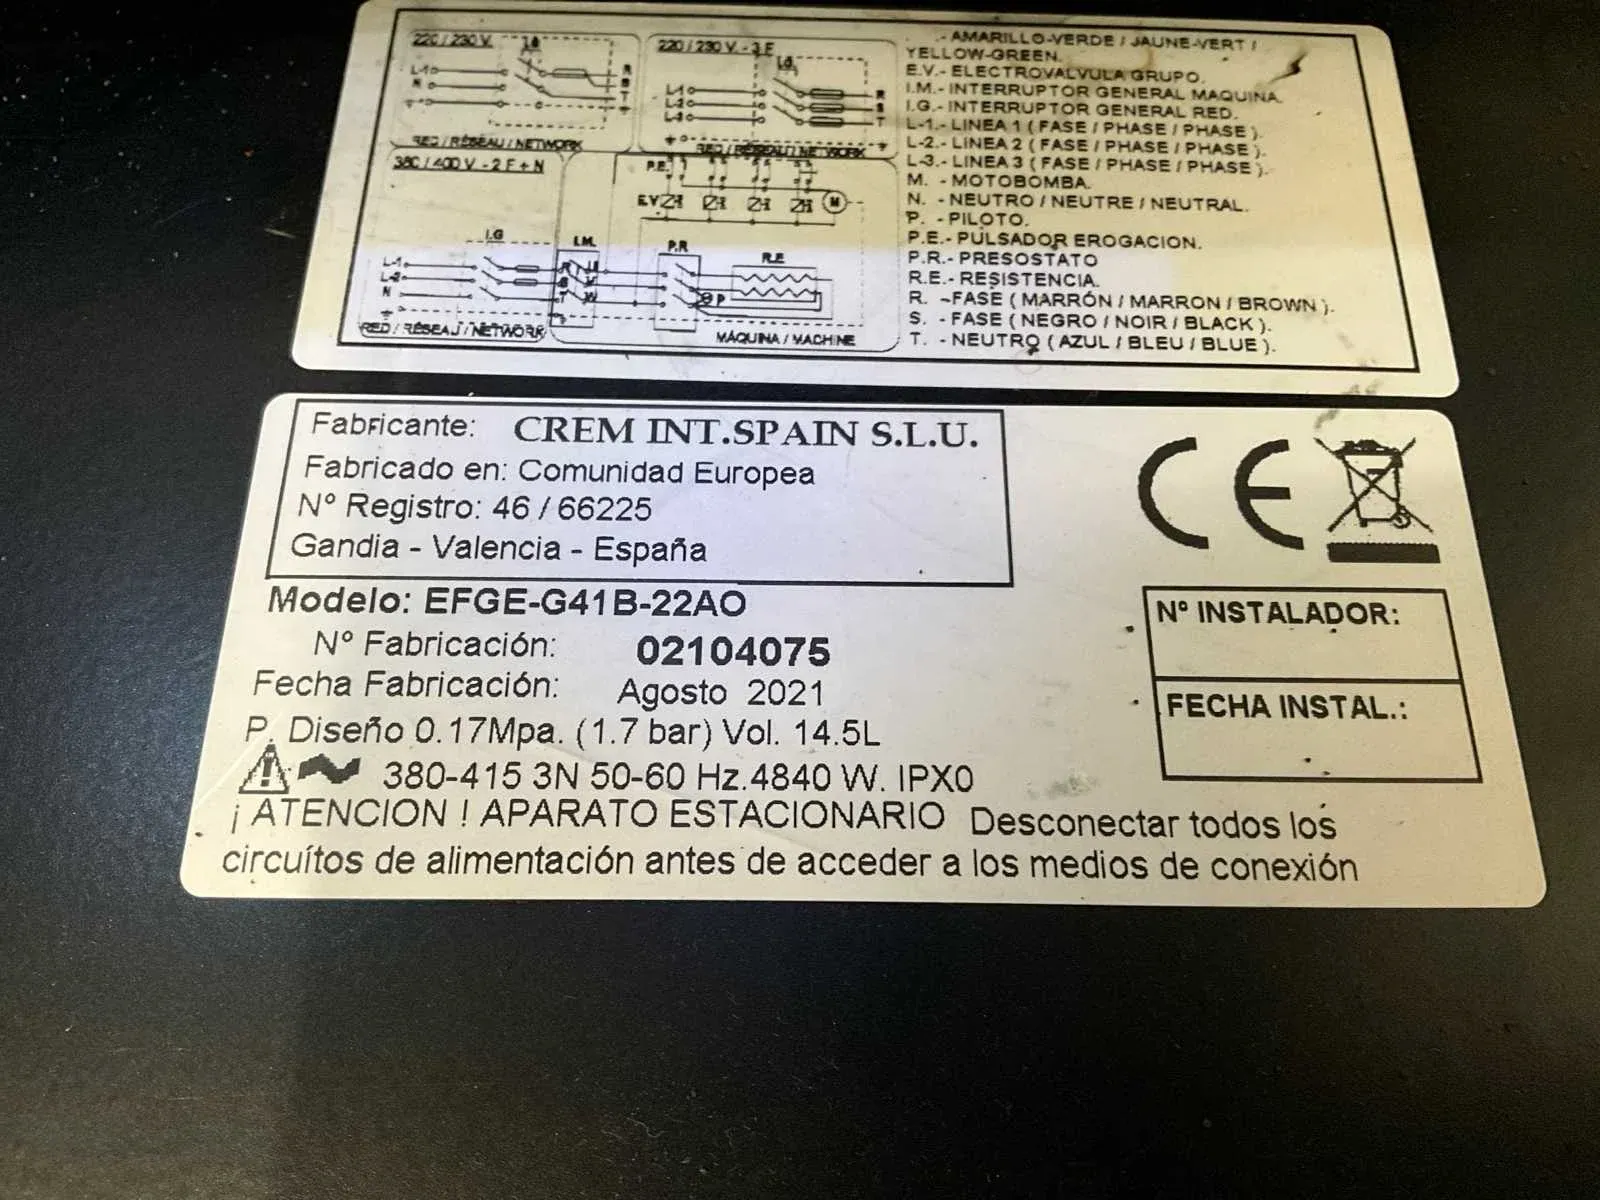 220 / 230 V.
I.G
L-1
N
R
S
T
RED / RÉSEAU / NETWORK
220 / 230 V. - 3 F
I.G.
L-1
L-2
L-3
R
S
T
RED / RÉSEAU / NETWORK
380 / 400 V - 2 F + N
I.G
L-1
L-2
N
RED / RÉSEAU / NETWORK
P.E.
E.V
M
I.M.
R U
S V
T W
P.R
P
R.E
MÁQUINA / MACHINE
.- AMARILLO-VERDE / JAUNE-VERT /
YELLOW-GREEN.
E.V.- ELECTROVALVULA GRUPO.
I.M.- INTERRUPTOR GENERAL MAQUINA.
I.G.- INTERRUPTOR GENERAL RED.
L-1.- LINEA 1 ( FASE / PHASE / PHASE ).
L-2.- LINEA 2 ( FASE / PHASE / PHASE ).
L-3.- LINEA 3 ( FASE / PHASE / PHASE ).
M. - MOTOBOMBA.
N. - NEUTRO / NEUTRE / NEUTRAL.
P. - PILOTO.
P.E.- PULSADOR EROGACION.
P.R.- PRESOSTATO
R.E.- RESISTENCIA.
R. -FASE ( MARRÓN / MARRON / BROWN ).
S. - FASE ( NEGRO / NOIR / BLACK ).
T. - NEUTRO ( AZUL / BLEU / BLUE ).
Fabricante: CREM INT.SPAIN S.L.U.
Fabricado en: Comunidad Europea
Nº Registro: 46 / 66225
Gandia - Valencia - España
CE
Modelo: EFGE-G41B-22AO
Nº Fabricación: 02104075
Fecha Fabricación: Agosto 2021
P. Diseño 0.17Mpa. (1.7 bar) Vol. 14.5L
380-415 3N 50-60 Hz.4840 W. IPX0
Nº INSTALADOR:
FECHA INSTAL.:
¡ ATENCION ! APARATO ESTACIONARIO Desconectar todos los
circuítos de alimentación antes de acceder a los medios de conexión